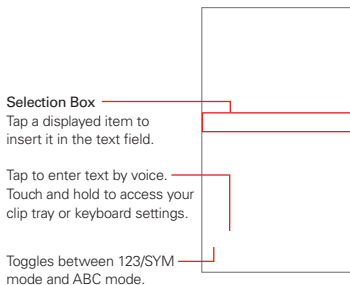 Selection Box
Tap a displayed item to
insert it in the text field.
Tap to enter text by voice.
Touch and hold to access your
clip tray or keyboard settings.
Toggles between 123/SYM
mode and ABC mode.